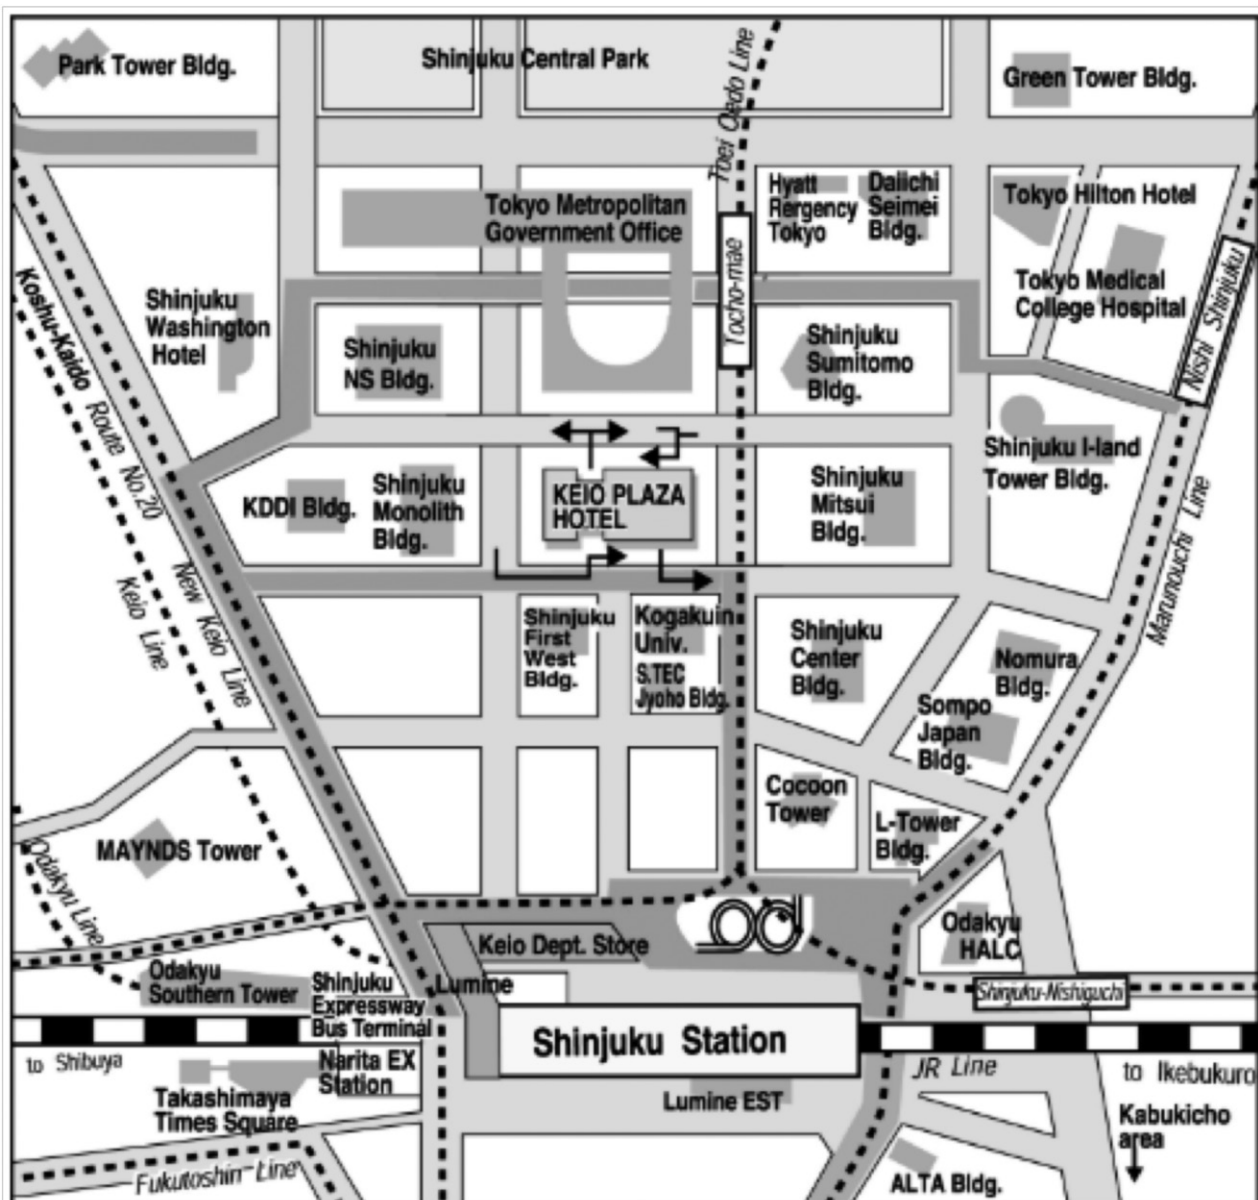 Park Tower Bldg.
Shinjuku Central Park
Toei Oedo Line
Green Tower Bldg.
Tokyo Metropolitan
Government Office
Hyatt
Rergency
Tokyo
Daiichi
Seimei
Bldg.
Tokyo Hilton Hotel
Tokyo Medical
College Hospital
Nishi Shinjuku
Tocho-mae
Koshu-Kaido Route No.20
Shinjuku
Washington
Hotel
Shinjuku
NS Bldg.
Shinjuku
Sumitomo
Bldg.
Shinjuku I-land
Tower Bldg.
KDDI Bldg.
Shinjuku
Monolith
Bldg.
KEIO PLAZA
HOTEL
Shinjuku
Mitsui
Bldg.
Marunouchi Line
New Keio Line
Keio Line
Shinjuku
First
West
Bldg.
Kogakuin
Univ.
S.TEC
Jyoho Bldg.
Shinjuku
Center
Bldg.
Nomura
Bldg.
Sompo
Japan
Bldg.
Cocoon
Tower
L-Tower
Bldg.
MAYNDS Tower
Odakyu Line
Keio Dept. Store
Odakyu
HALC
Odakyu
Southern Tower
Shinjuku
Expressway
Bus Terminal
Lumine
Shinjuku-Nishiguchi
Shinjuku Station
to Shibuya
Narita EX
Station
JR Line
to Ikebukuro
Takashimaya
Times Square
Lumine EST
Kabukicho
area
Fukutoshin Line
ALTA Bldg.